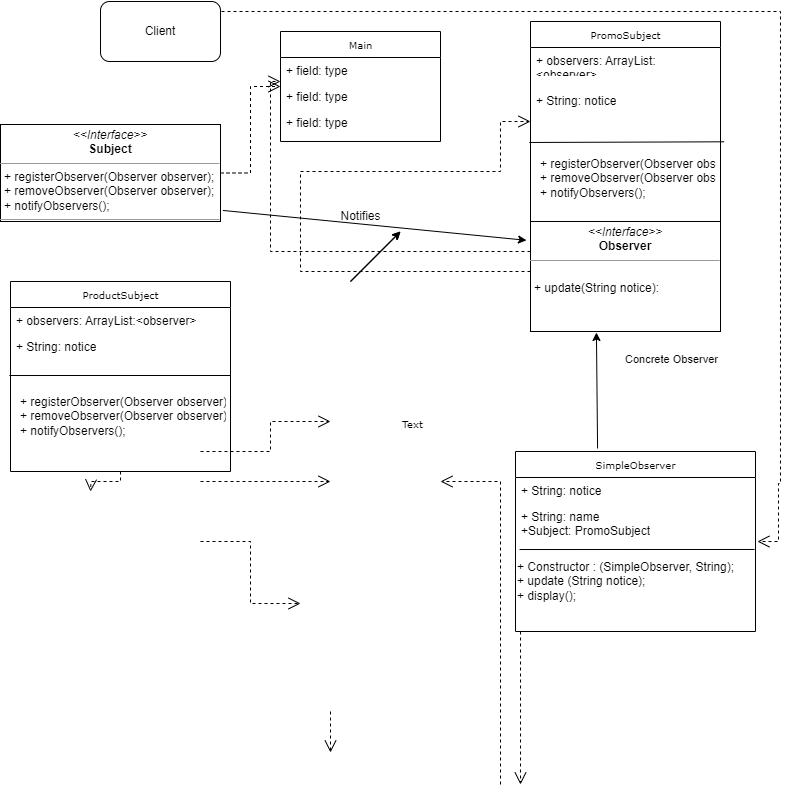 Client
Main
+ field: type
+ field: type
+ field: type
PromoSubject
+ observers: ArrayList:
<observer>
+ String: notice
+ registerObserver(Observer obs
+ removeObserver(Observer obs
+ notifyObservers();
<<Interface>>
Subject
+ registerObserver(Observer observer);
+ removeObserver(Observer observer);
+ notifyObservers();
Notifies
<<Interface>>
Observer
+ update(String notice):
ProductSubject
+ observers: ArrayList:<observer>
+ String: notice
+ registerObserver(Observer observer)
+ removeObserver(Observer observer)
+ notifyObservers();
Concrete Observer
Text
SimpleObserver
+ String: notice
+ String: name
+Subject: PromoSubject
+ Constructor : (SimpleObserver, String);
+ update (String notice);
+ display();